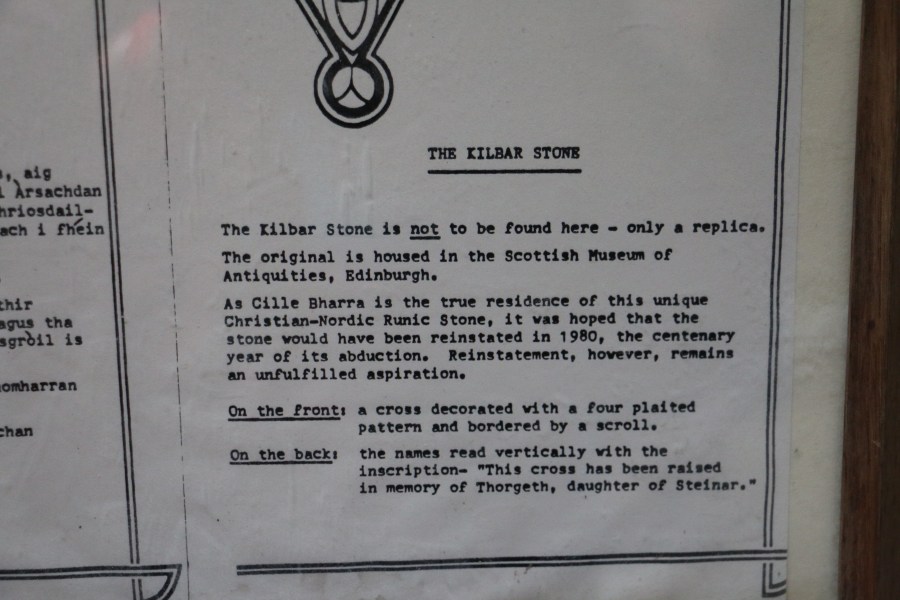 , aig
Àrsachdan
hriosdail-
ach i fhéin
thir
agus tha
sgròil is
omharran
chan
THE KILBAR STONE
The Kilbar Stone is not to be found here - only a replica.
The original is housed in the Scottish Museum of
Antiquities, Edinburgh.
As Cille Bharra is the true residence of this unique
Christian-Nordic Runic Stone, it was hoped that the
stone would have been reinstated in 1980, the centenary
year of its abduction. Reinstatement, however, remains
an unfulfilled aspiration.
On the front: a cross decorated with a four plaited
pattern and bordered by a scroll.
On the back: the names read vertically with the
inscription- "This cross has been raised
in memory of Thorgeth, daughter of Steinar."